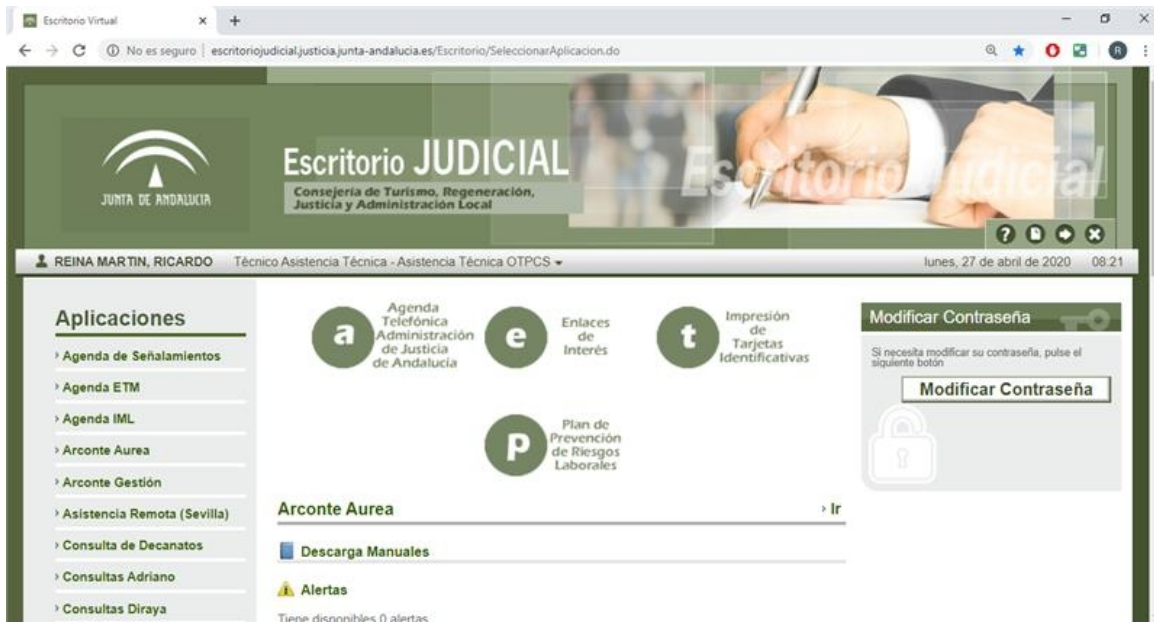 Escritorio Virtual
No es seguro | escritoriojudicial.justicia.junta-andalucia.es/Escritorio/SeleccionarAplicacion.do
R
JUNTA DE ANDALUCIA
Escritorio JUDICIAL
Consejería de Turismo, Regeneración,
Justicia y Administración Local
Escritorio Judicial
REINA MARTIN, RICARDO Técnico Asistencia Técnica - Asistencia Técnica OTPCS
lunes, 27 de abril de 2020 08:21
Aplicaciones
Agenda de Señalamientos
Agenda ETM
Agenda IML
Arconte Aurea
Arconte Gestión
Asistencia Remota (Sevilla)
Consulta de Decanatos
Consultas Adriano
Consultas Diraya
a
Agenda
Telefónica
Administración
de Justicia
de Andalucía
e
Enlaces
de
Interés
t
Impresión
de
Tarjetas
Identificativas
p
Plan de
Prevención
de Riesgos
Laborales
Arconte Aurea
Ir
Descarga Manuales
Alertas
Tiene disponibles 0 alertas
Modificar Contraseña
Si necesita modificar su contraseña, pulse el
siguiente botón
Modificar Contraseña